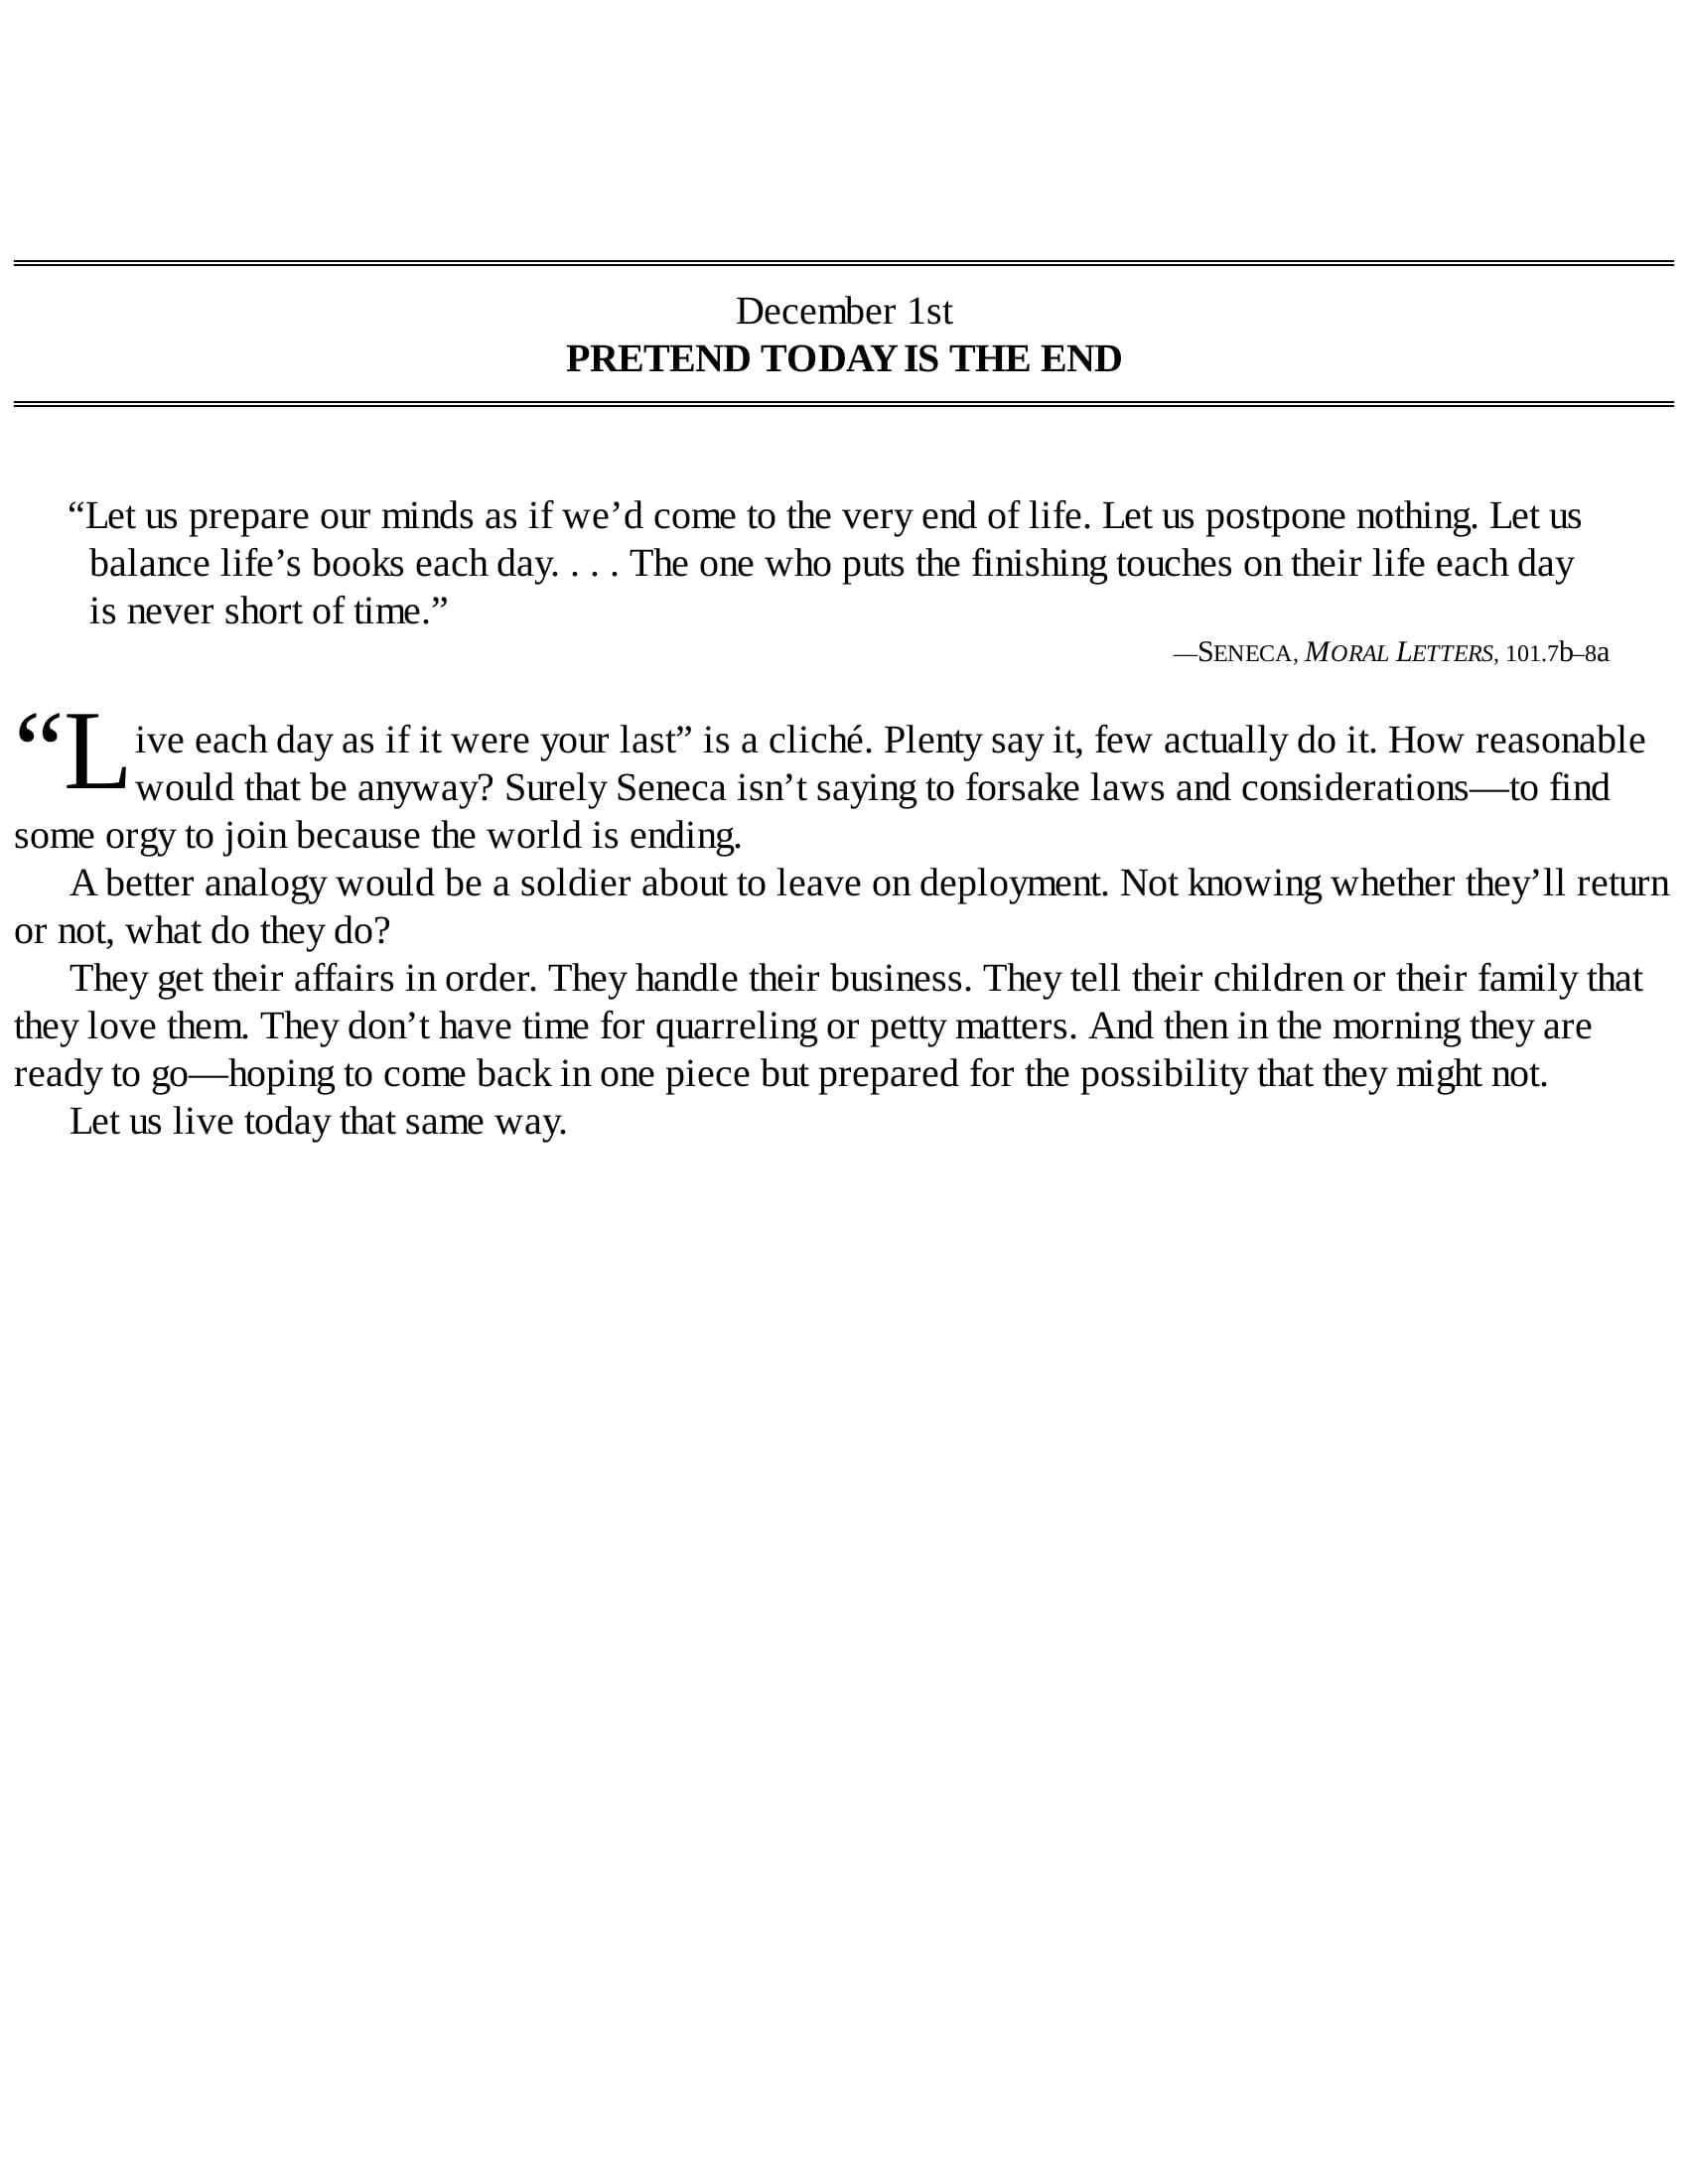 December 1st
PRETEND TODAY IS THE END
“Let us prepare our minds as if we’d come to the very end of life. Let us postpone nothing. Let us
balance life’s books each day. . . . The one who puts the finishing touches on their life each day
is never short of time.”
—SENECA, MORAL LETTERS, 101.7b–8a
“Live each day as if it were your last” is a cliché. Plenty say it, few actually do it. How reasonable
would that be anyway? Surely Seneca isn’t saying to forsake laws and considerations—to find
some orgy to join because the world is ending.
A better analogy would be a soldier about to leave on deployment. Not knowing whether they’ll return
or not, what do they do?
They get their affairs in order. They handle their business. They tell their children or their family that
they love them. They don’t have time for quarreling or petty matters. And then in the morning they are
ready to go—hoping to come back in one piece but prepared for the possibility that they might not.
Let us live today that same way.